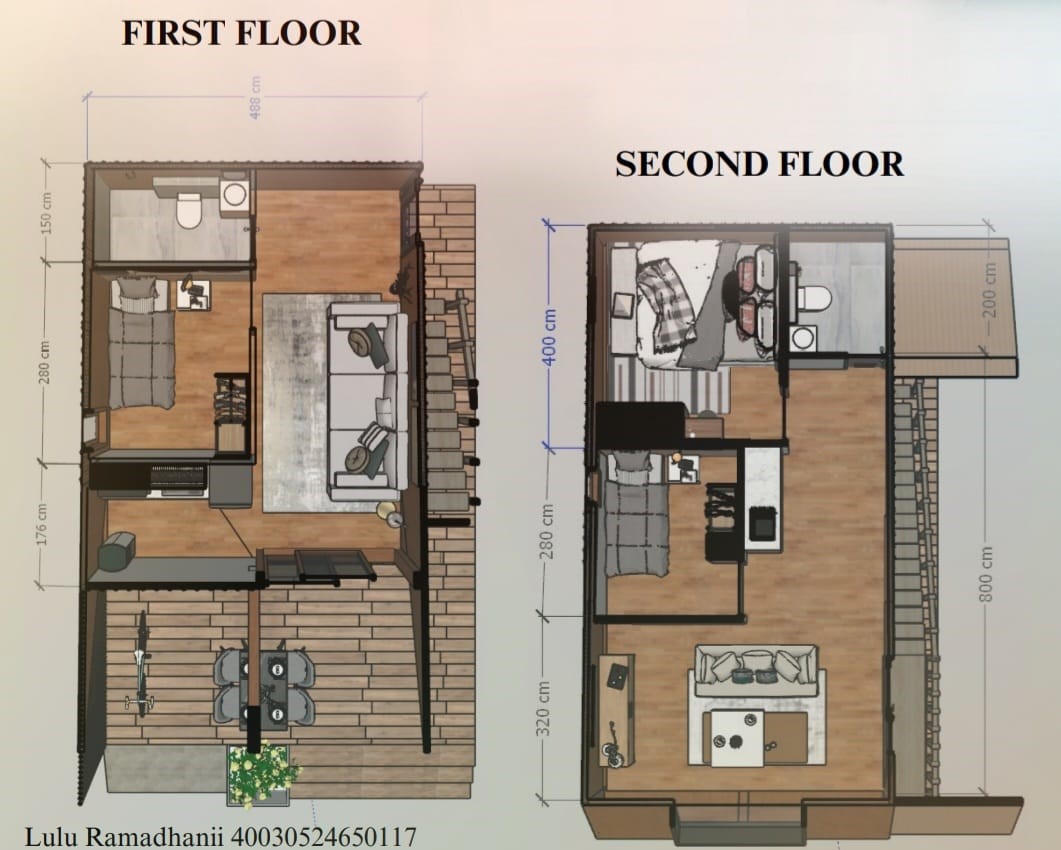 FIRST FLOOR
488 cm
SECOND FLOOR
150 cm
280 cm
176 cm
400 cm
280 cm
320 cm
200 cm
800 cm
Lulu Ramadhanii 40030524650117